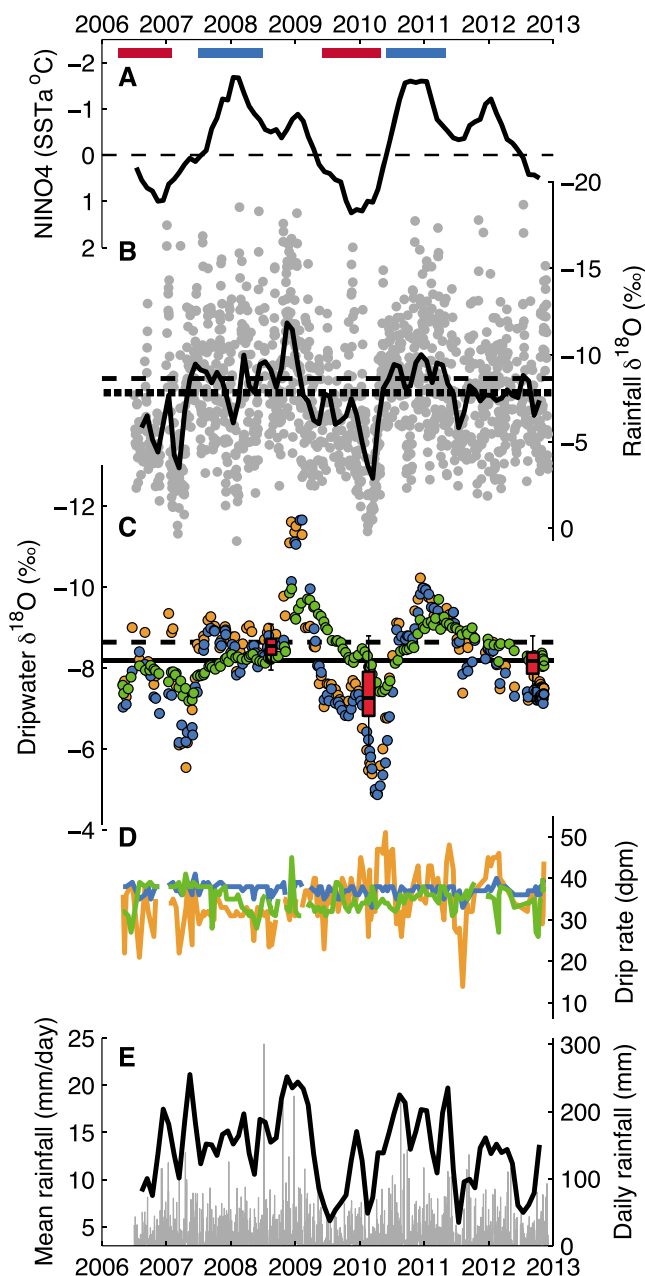 2006 2007 2008 2009 2010 2011 2012 2013
A
−2
−1
0
1
2
NINO4 (SSTa °C)
B
−20
−15
−10
−5
0
Rainfall δ18O (‰)
C
−12
−10
−8
−6
−4
Dripwater δ18O (‰)
D
50
40
30
20
10
Drip rate (dpm)
E
25
20
15
10
5
Mean rainfall (mm/day)
300
200
100
0
Daily rainfall (mm)
2006 2007 2008 2009 2010 2011 2012 2013